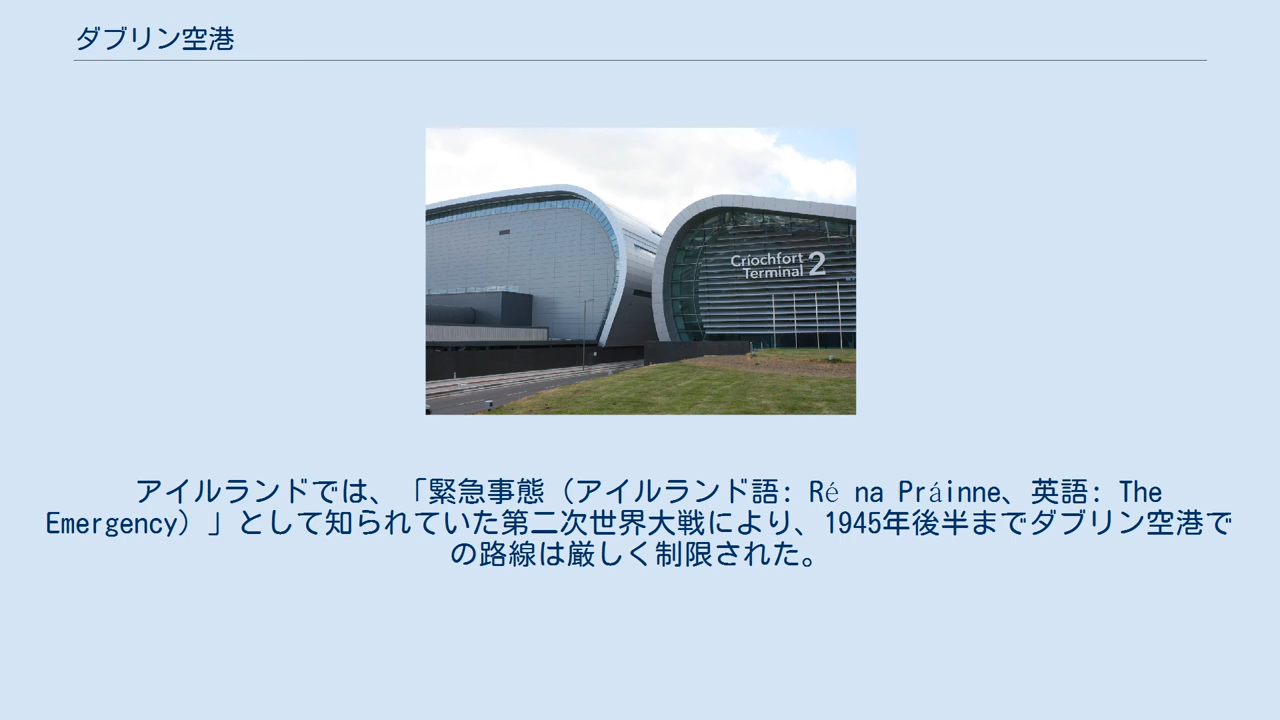 ダブリン空港
Críochfort
Terminal 2
アイルランドでは、「緊急事態（アイルランド語: Ré na Práinne、英語: The
Emergency）」として知られていた第二次世界大戦により、1945年後半までダブリン空港で
の路線は厳しく制限された。